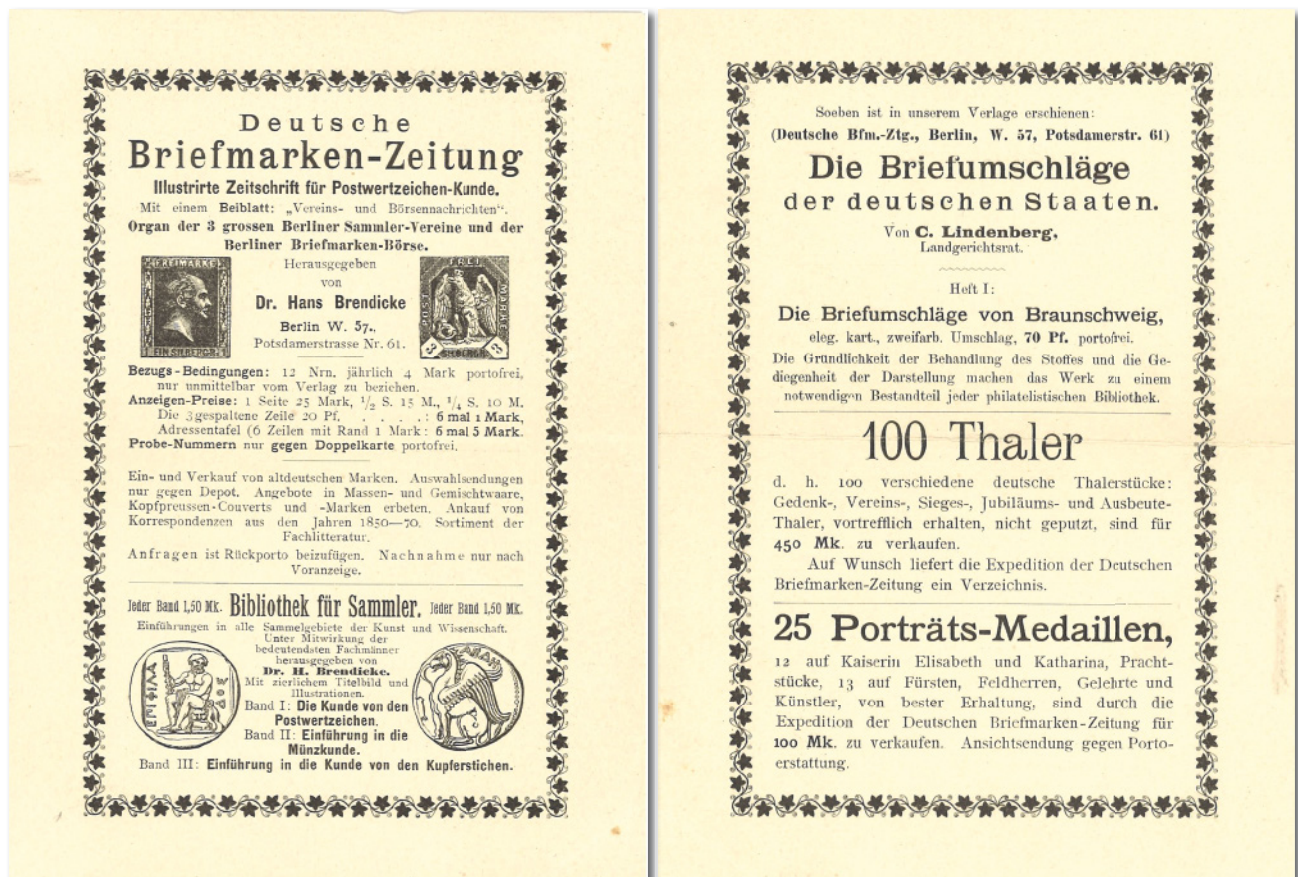 Deutsche
Briefmarken-Zeitung
Illustrirte Zeitschrift für Postwertzeichen-Kunde.
Mit einem Beiblatt: „Vereins- und Börsennachrichten“.
Organ der 3 grossen Berliner Sammler-Vereine und der
Berliner Briefmarken-Börse.
FREIMARKE
EIN SILBERGR.
Herausgegeben
von
Dr. Hans Brendicke
Berlin W. 57.,
Potsdamerstrasse Nr. 61.
FREI
POST
MARKE
3 SILBERGR. 3
Bezugs-Bedingungen: 12 Nrn. jährlich 4 Mark portofrei,
nur unmittelbar vom Verlag zu beziehen.
Anzeigen-Preise: 1 Seite 25 Mark, 1/2 S. 15 M., 1/4 S. 10 M.
Die 3gespaltene Zeile 20 Pf. . . . . : 6 mal 1 Mark,
Adressentafel (6 Zeilen mit Rand 1 Mark: 6 mal 5 Mark.
Probe-Nummern nur gegen Doppelkarte portofrei.
Ein- und Verkauf von altdeutschen Marken. Auswahlsendungen
nur gegen Depot. Angebote in Massen- und Gemischtwaare,
Kopfpreussen-Couverts und -Marken erbeten. Ankauf von
Korrespondenzen aus den Jahren 1850—70. Sortiment der
Fachlitteratur.
Anfragen ist Rückporto beizufügen. Nachnahme nur nach
Voranzeige.
Jeder Band 1,50 Mk. Bibliothek für Sammler. Jeder Band 1,50 Mk.
Einführungen in alle Sammelgebiete der Kunst und Wissenschaft.
Unter Mitwirkung der
bedeutendsten Fachmänner
herausgegeben von
Dr. H. Brendicke.
Mit zierlichem Titelbild und
Illustrationen.
Band I: Die Kunde von den
Postwertzeichen.
Band II: Einführung in die
Münzkunde.
Band III: Einführung in die Kunde von den Kupferstichen.
Soeben ist in unserem Verlage erschienen:
(Deutsche Bfm.-Ztg., Berlin, W. 57, Potsdamerstr. 61)
Die Briefumschläge
der deutschen Staaten.
Von C. Lindenberg,
Landgerichtsrat.
Heft I:
Die Briefumschläge von Braunschweig,
eleg. kart., zweifarb. Umschlag, 70 Pf. portofrei.
Die Gründlichkeit der Behandlung des Stoffes und die Ge-
diegenheit der Darstellung machen das Werk zu einem
notwendigen Bestandteil jeder philatelistischen Bibliothek.
100 Thaler
d. h. 100 verschiedene deutsche Thalerstücke:
Gedenk-, Vereins-, Sieges-, Jubiläums- und Ausbeute-
Thaler, vortrefflich erhalten, nicht geputzt, sind für
450 Mk. zu verkaufen.
Auf Wunsch liefert die Expedition der Deutschen
Briefmarken-Zeitung ein Verzeichnis.
25 Porträts-Medaillen,
12 auf Kaiserin Elisabeth und Katharina, Pracht-
stücke, 13 auf Fürsten, Feldherren, Gelehrte und
Künstler, von bester Erhaltung, sind durch die
Expedition der Deutschen Briefmarken-Zeitung für
100 Mk. zu verkaufen. Ansichtsendung gegen Porto-
erstattung.